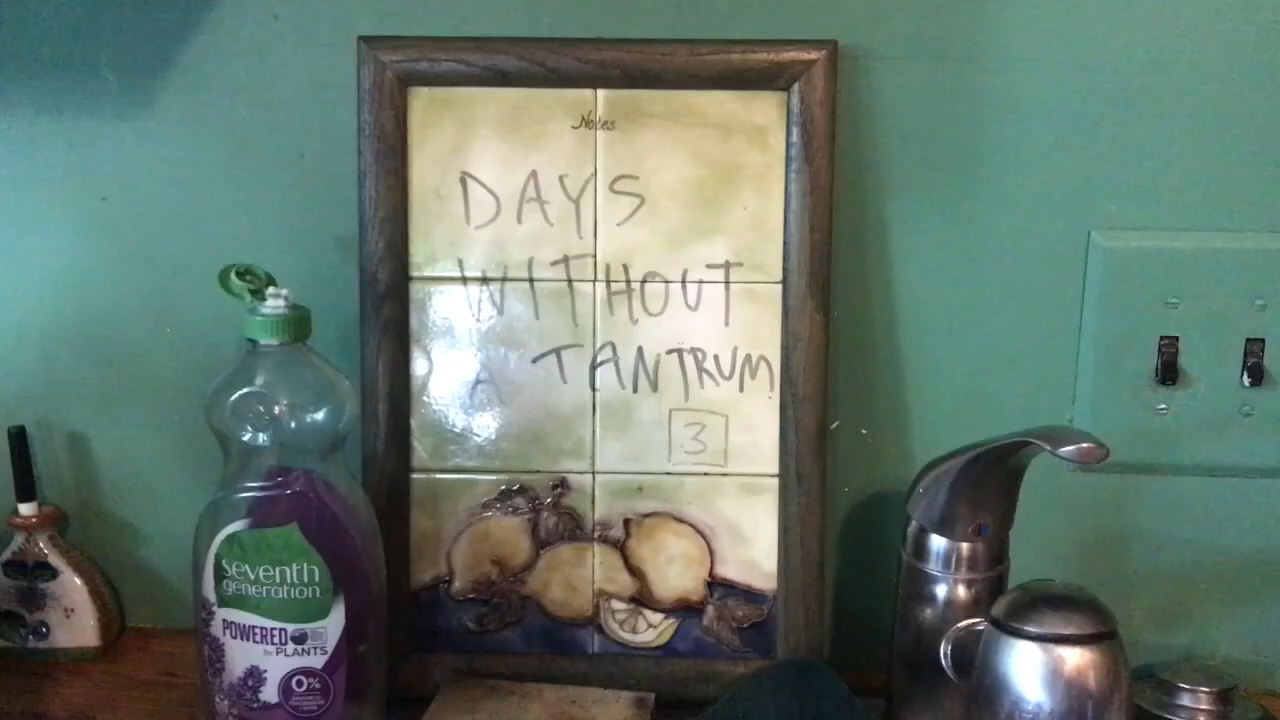 Notes
DAYS
WITHOUT
A TANTRUM
3
seventh
generation
POWERED
by PLANTS
0%